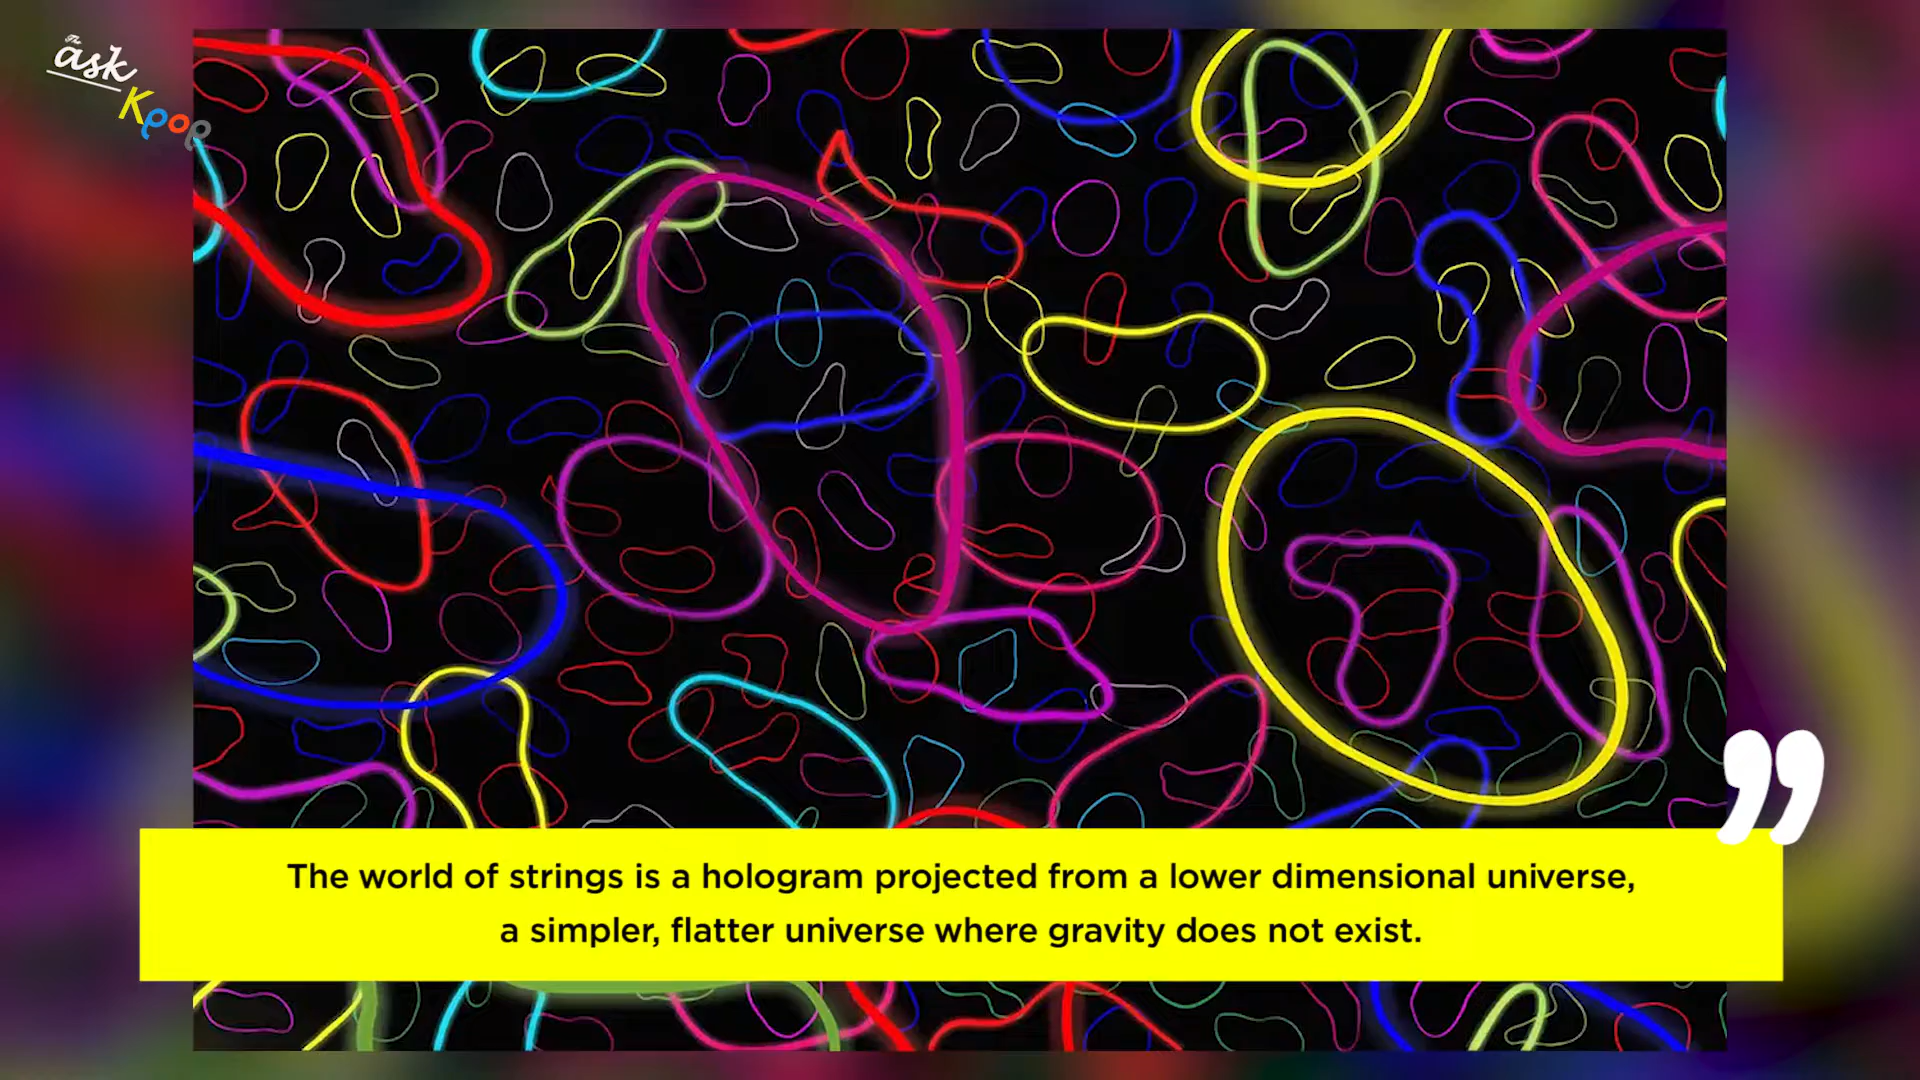 The
ask
Kpop
”
The world of strings is a hologram projected from a lower dimensional universe,
a simpler, flatter universe where gravity does not exist.